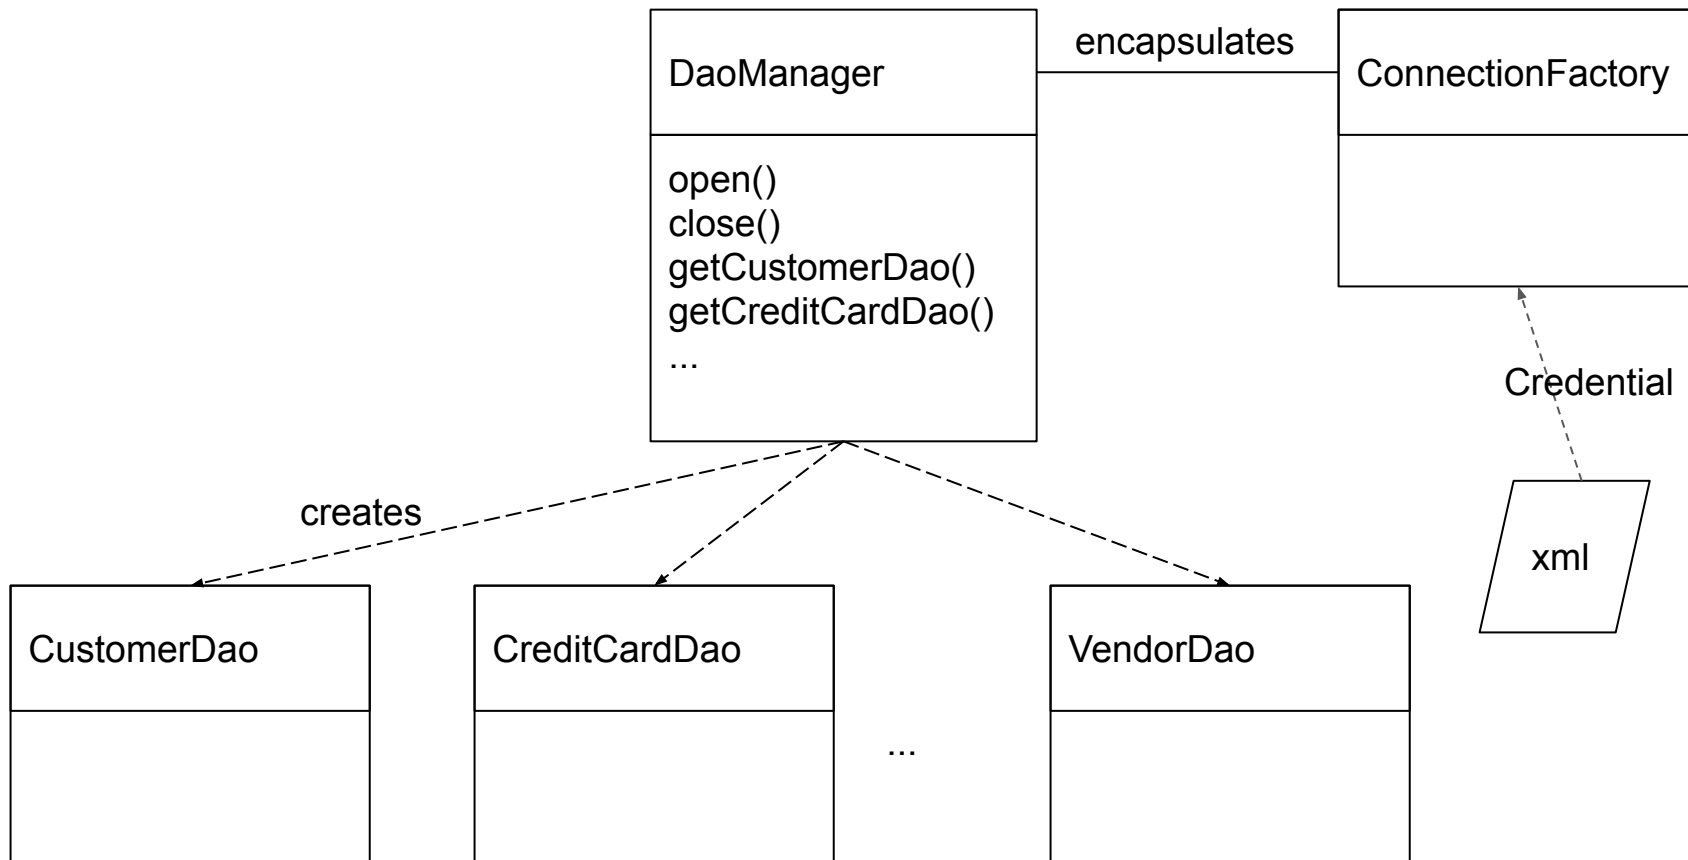 DaoManager
encapsulates
ConnectionFactory
open()
close()
getCustomerDao()
getCreditCardDao()
...
Credential
creates
xml
CustomerDao
CreditCardDao
VendorDao
...